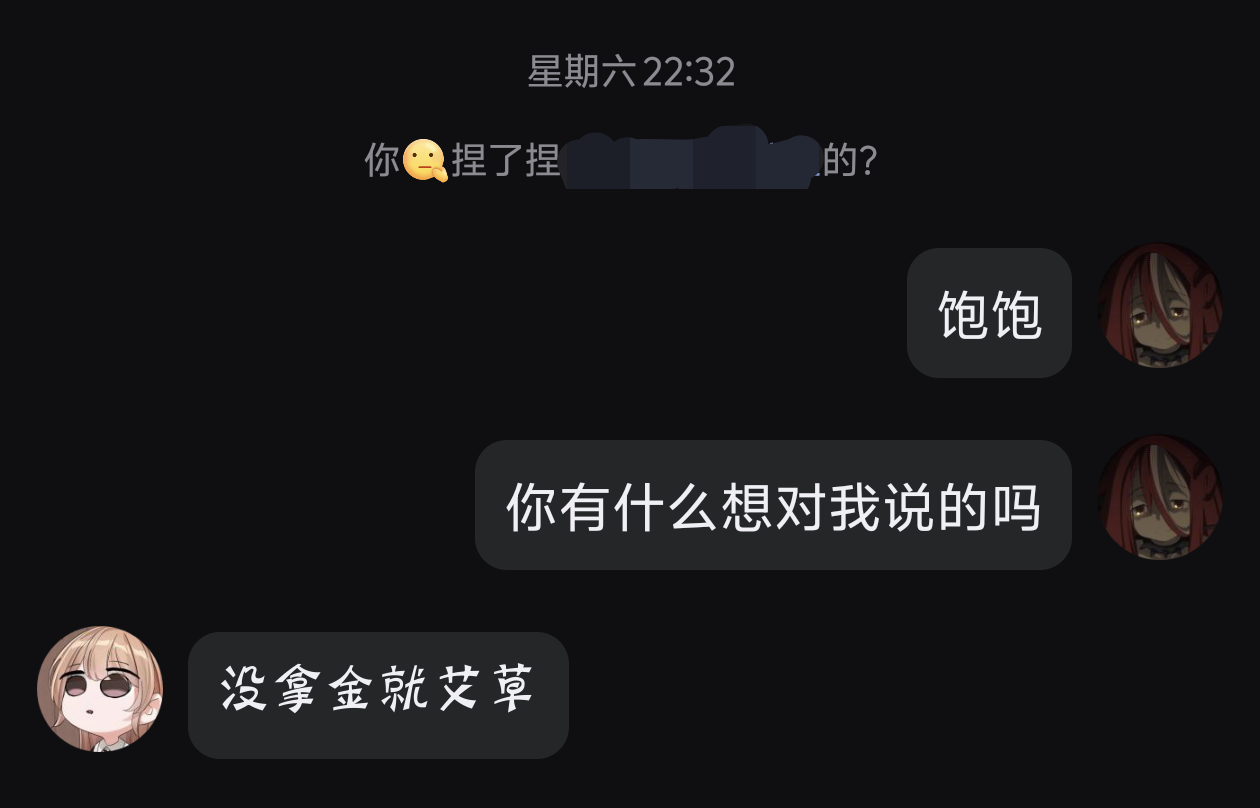 星期六22:32
你捏了捏 的?
饱饱
你有什么想对我说的吗
没拿金就艾草